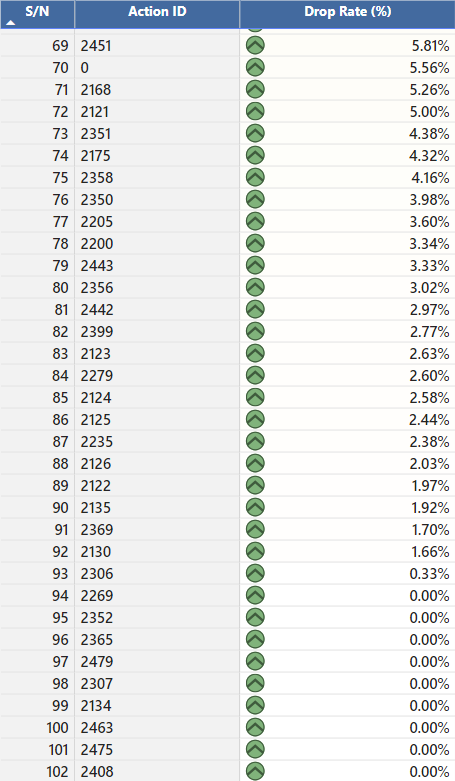 S/N Action ID Drop Rate (%)
69 2451 5.81%
70 0 5.56%
71 2168 5.26%
72 2121 5.00%
73 2351 4.38%
74 2175 4.32%
75 2358 4.16%
76 2350 3.98%
77 2205 3.60%
78 2200 3.34%
79 2443 3.33%
80 2356 3.02%
81 2442 2.97%
82 2399 2.77%
83 2123 2.63%
84 2279 2.60%
85 2124 2.58%
86 2125 2.44%
87 2235 2.38%
88 2126 2.03%
89 2122 1.97%
90 2135 1.92%
91 2369 1.70%
92 2130 1.66%
93 2306 0.33%
94 2269 0.00%
95 2352 0.00%
96 2365 0.00%
97 2479 0.00%
98 2307 0.00%
99 2134 0.00%
100 2463 0.00%
101 2475 0.00%
102 2408 0.00%